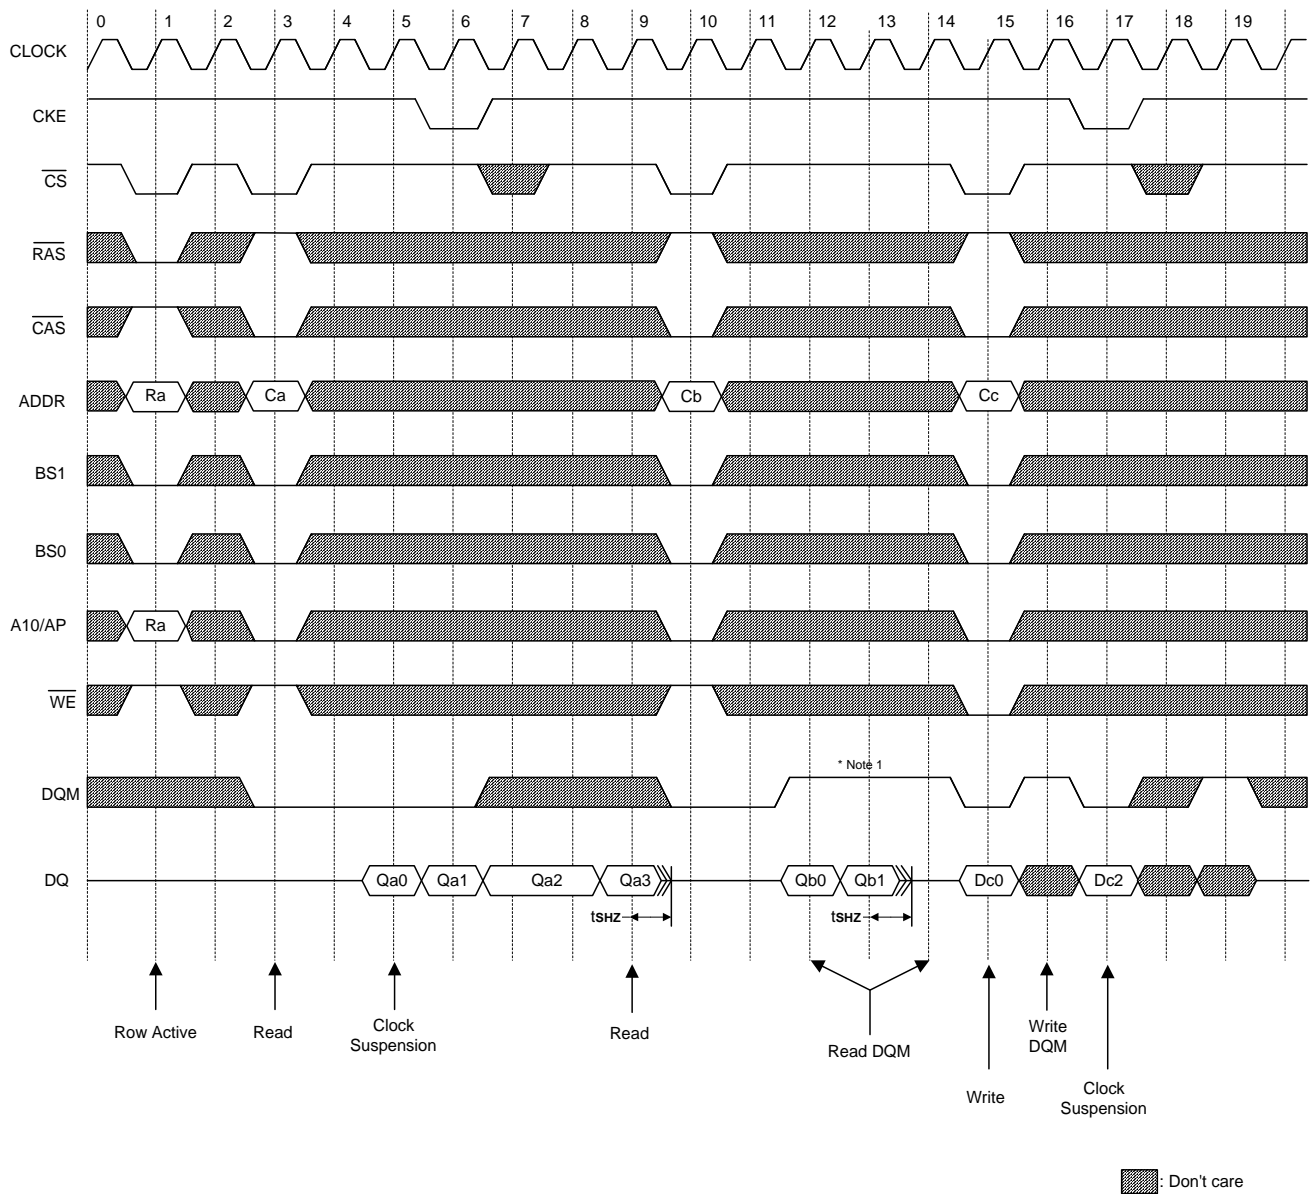 0 1 2 3 4 5 6 7 8 9 10 11 12 13 14 15 16 17 18 19
CLOCK
CKE
CS
RAS
CAS
ADDR Ra Ca Cb Cc
BS1
BS0
A10/AP Ra
WE
* Note 1
DQM
DQ Qa0 Qa1 Qa2 Qa3 Qb0 Qb1 Dc0 Dc2
tSHZ tSHZ
Row Active Read Clock Suspension Read Read DQM Write DQM
Write Clock Suspension
: Don't care